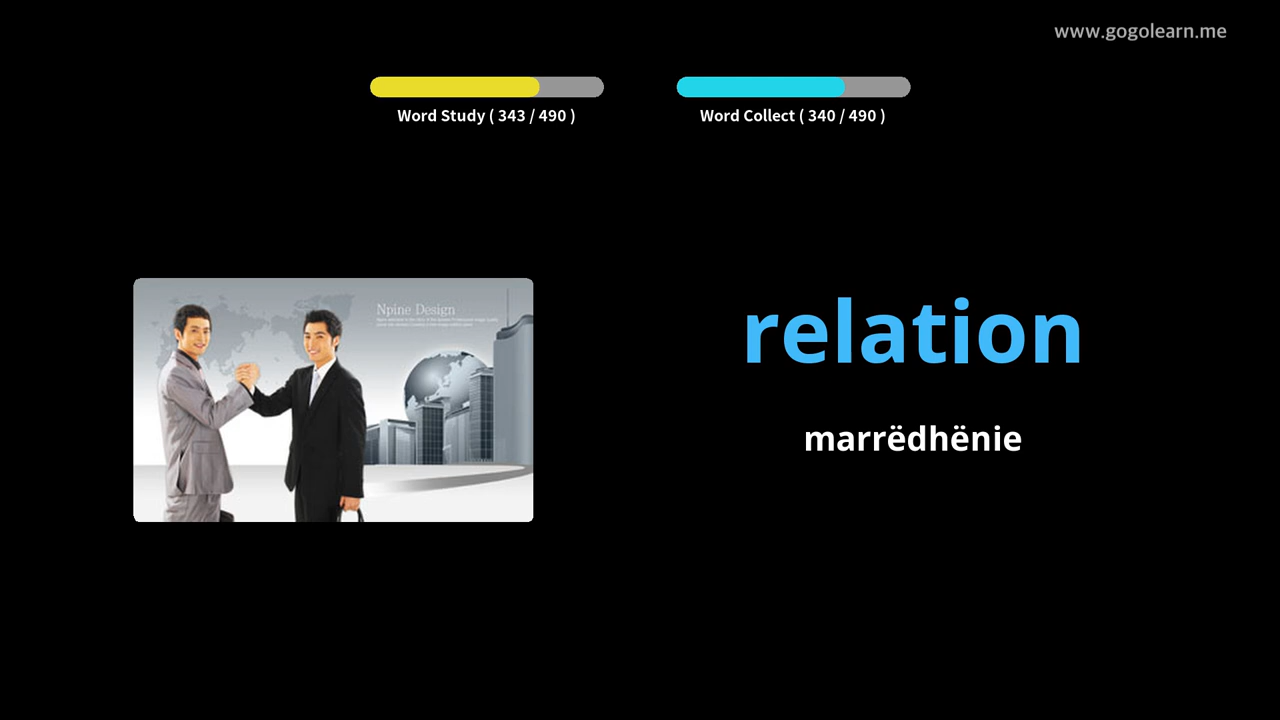 www.gogolearn.me
Word Study ( 343 / 490 )
Word Collect ( 340 / 490 )
Npine Design
relation
marrëdhënie